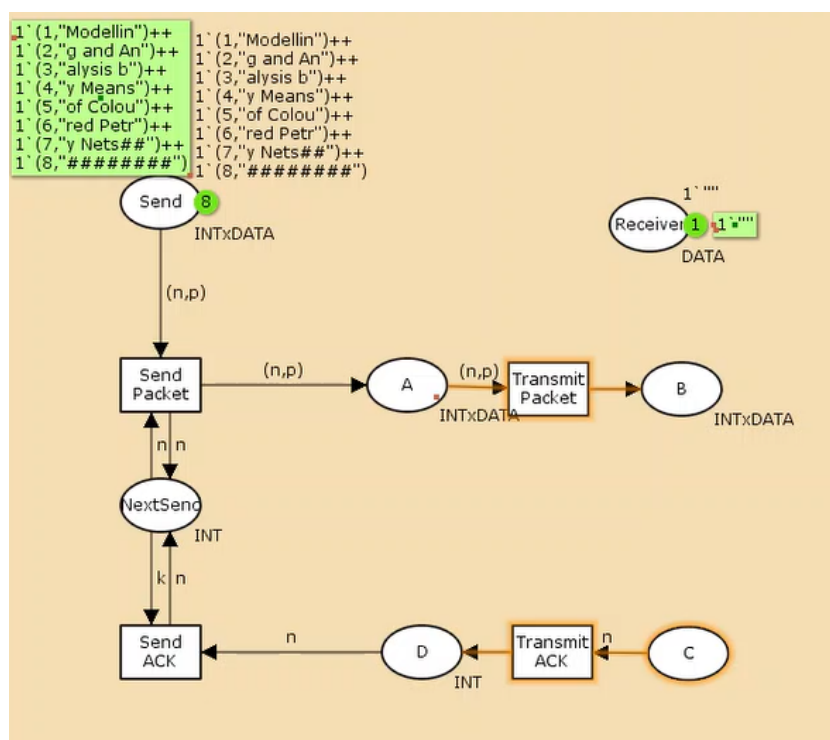 1`(1,"Modellin")++
1`(2,"g and An")++
1`(3,"alysis b")++
1`(4,"y Means")++
1`(5,"of Colou")++
1`(6,"red Petr")++
1`(7,"y Nets##")++
1`(8,"########")
1`(1,"Modellin")++
1`(2,"g and An")++
1`(3,"alysis b")++
1`(4,"y Means")++
1`(5,"of Colou")++
1`(6,"red Petr")++
1`(7,"y Nets##")++
1`(8,"########")
Send
8
INTxDATA
1`""
Receiver
1
1`""
DATA
(n,p)
Send
Packet
(n,p)
A
INTxDATA
(n,p)
Transmit
Packet
B
INTxDATA
n
n
NextSend
INT
k
n
Send
ACK
n
D
INT
Transmit
ACK
n
C